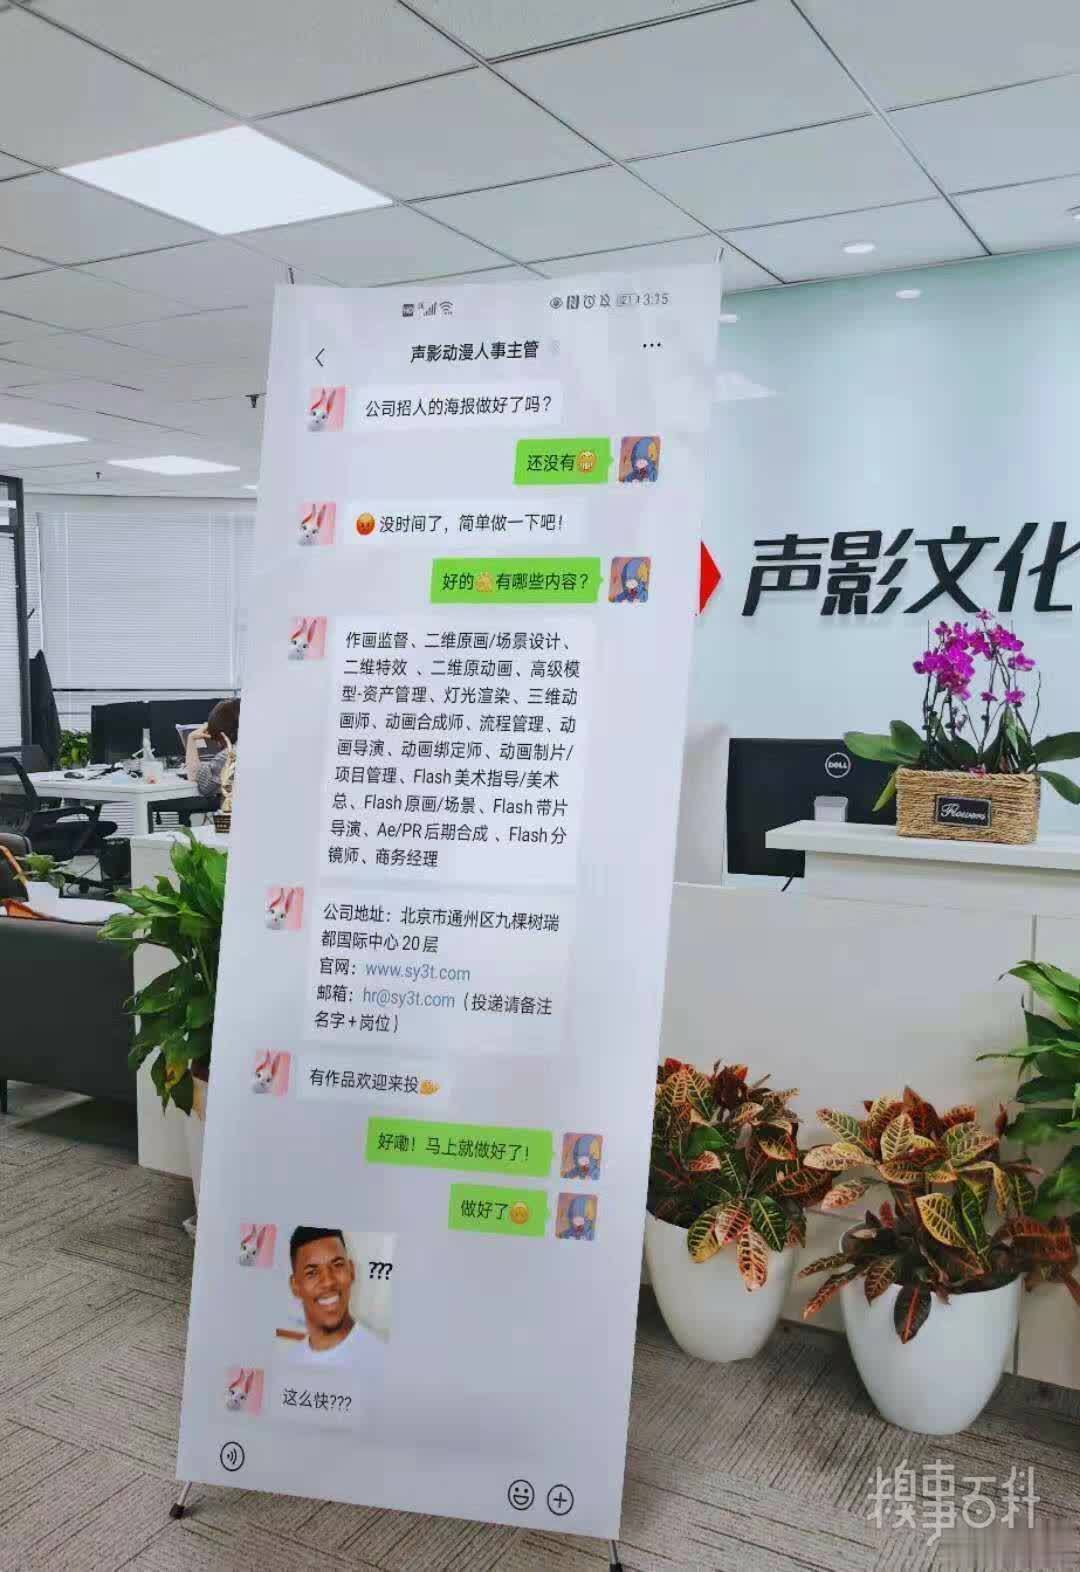 3:15
声影动漫人事主管
公司招人的海报做好了吗?
还没有
没时间了，简单做一下吧!
好的 有哪些内容?
作画监督、二维原画/场景设计、
二维特效 、二维原动画、高级模
型-资产管理、灯光渲染、三维动
画师、动画合成师、流程管理、动
画导演、动画绑定师、动画制片/
项目管理、Flash美术指导/美术
总、Flash原画/场景、Flash带片
导演、Ae/PR后期合成 、Flash分
镜师、商务经理
公司地址：北京市通州区九棵树瑞
都国际中心20层
官网：www.sy3t.com
邮箱：hr@sy3t.com（投递请备注
名字+岗位）
有作品欢迎来投
好嘞！马上就做好了!
做好了
???
这么快???
声影文化
DELL
Flowers
糗事百科